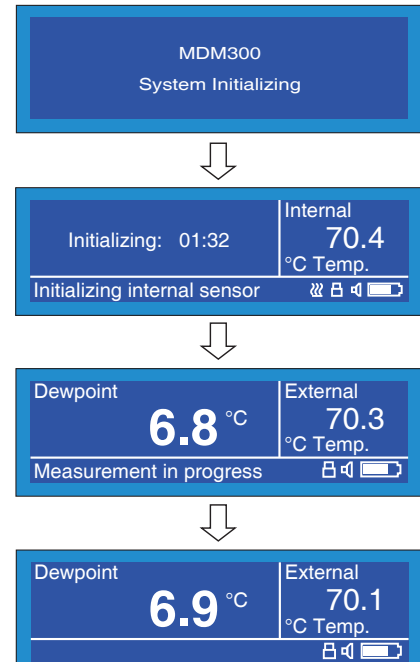 MDM300
System Initializing
Initializing: 01:32
Internal
70.4
°C Temp.
Initializing internal sensor
Dewpoint
6.8 °C
External
70.3
°C Temp.
Measurement in progress
Dewpoint
6.9 °C
External
70.1
°C Temp.